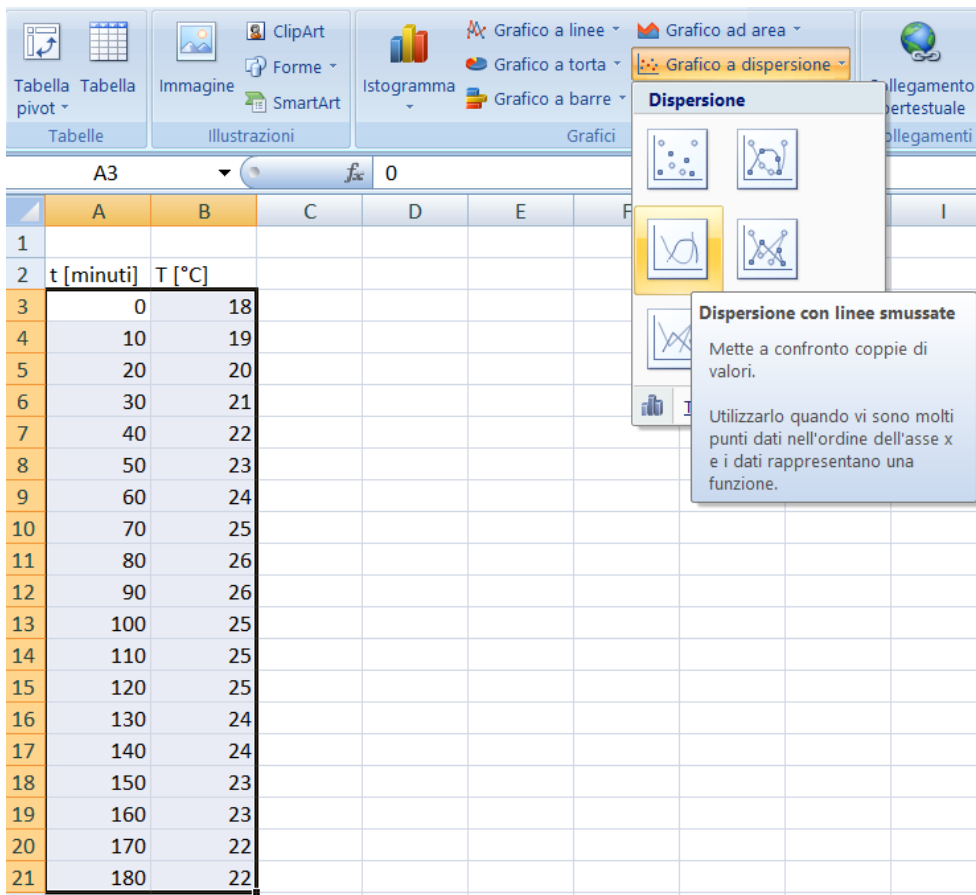 ClipArt
Grafico a linee
Grafico ad area
Forme
Grafico a torta
Grafico a dispersione
Tabella pivot
Tabella
Immagine
SmartArt
Istogramma
Grafico a barre
pertestuale
Tabelle
Illustrazioni
Grafici
Dispersione
A3
fx
0
A B C D E F I
1
2 t [minuti] T [°C]
3 0 18
4 10 19
5 20 20
6 30 21
7 40 22
8 50 23
9 60 24
10 70 25
11 80 26
12 90 26
13 100 25
14 110 25
15 120 25
16 130 24
17 140 24
18 150 23
19 160 23
20 170 22
21 180 22
Dispersione con linee smussate
Mette a confronto coppie di
valori.
Utilizzarlo quando vi sono molti
punti dati nell'ordine dell'asse x
e i dati rappresentano una
funzione.